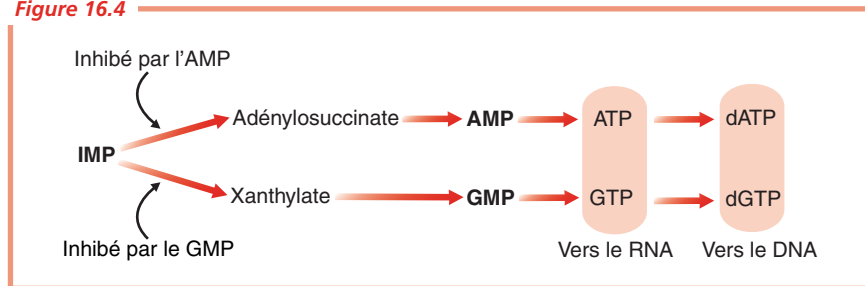 Figure 16.4
Inhibé par l'AMP
Adénylosuccinate AMP ATP dATP
IMP
Xanthylate GMP GTP dGTP
Inhibé par le GMP Vers le RNA Vers le DNA